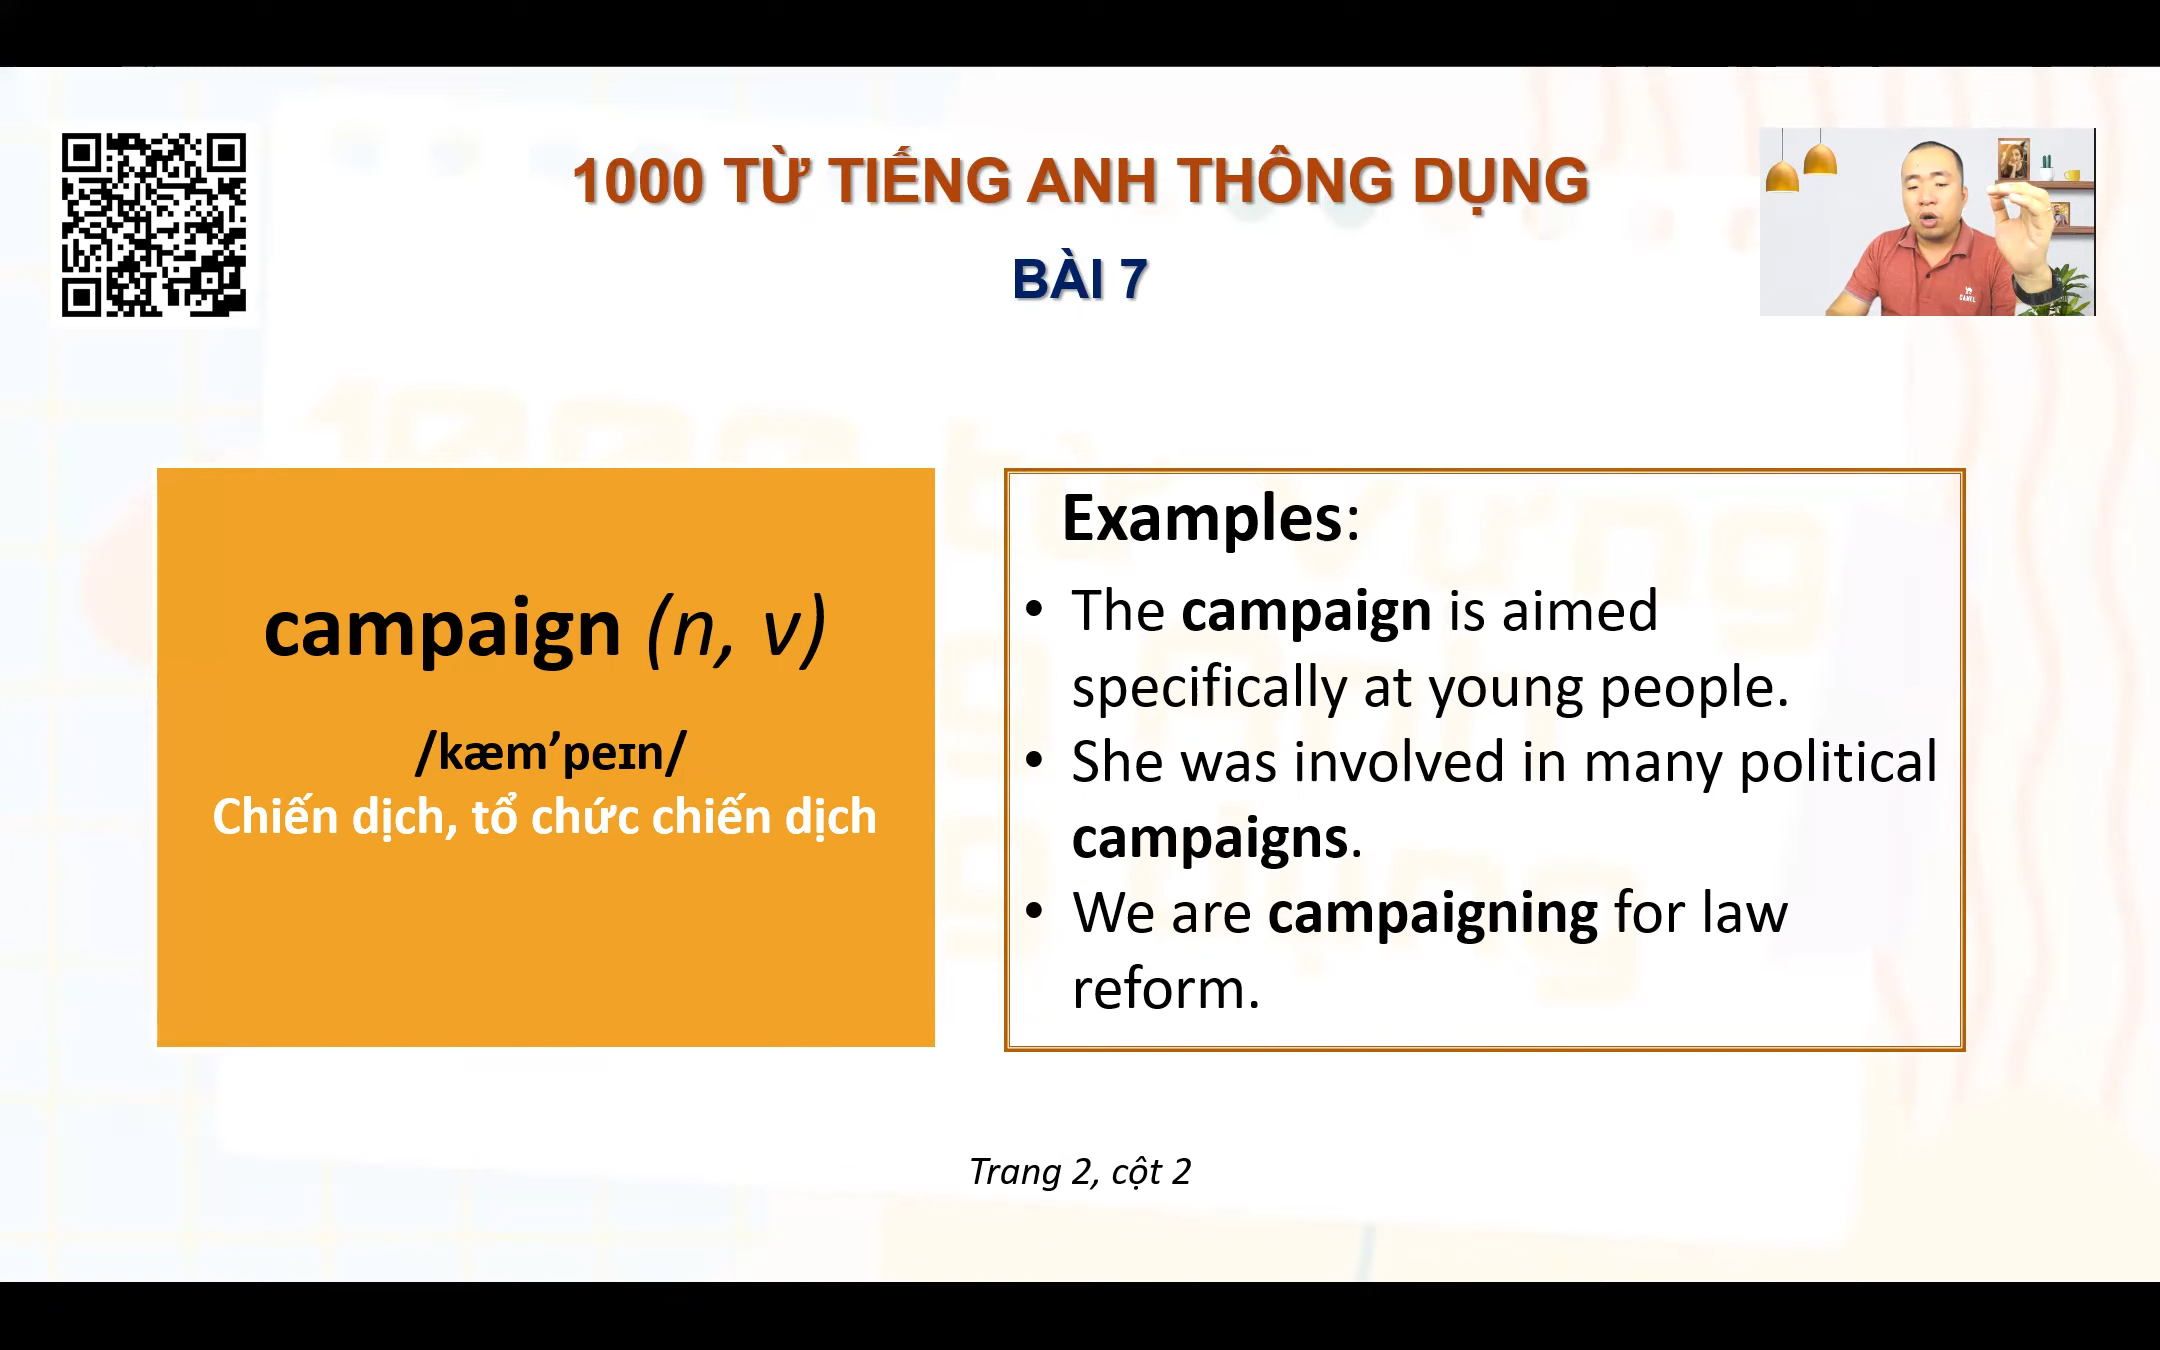 1000 TỪ TIẾNG ANH THÔNG DỤNG
BÀI 7
campaign (n, v)
/kæm’peɪn/
Chiến dịch, tổ chức chiến dịch
Examples:
• The campaign is aimed
specifically at young people.
• She was involved in many political
campaigns.
• We are campaigning for law
reform.
Trang 2, cột 2
CAMEL